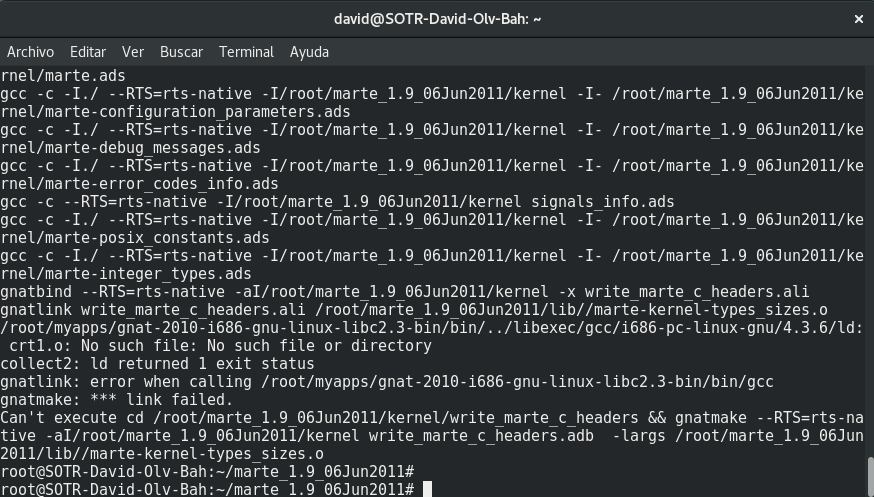 david@SOTR-David-Olv-Bah: ~
Archivo Editar Ver Buscar Terminal Ayuda
rnel/marte.ads
gcc -c -I./ --RTS=rts-native -I/root/marte_1.9_06Jun2011/kernel -I- /root/marte_1.9_06Jun2011/ke
rnel/marte-configuration_parameters.ads
gcc -c -I./ --RTS=rts-native -I/root/marte_1.9_06Jun2011/kernel -I- /root/marte_1.9_06Jun2011/ke
rnel/marte-debug_messages.ads
gcc -c -I./ --RTS=rts-native -I/root/marte_1.9_06Jun2011/kernel -I- /root/marte_1.9_06Jun2011/ke
rnel/marte-error_codes_info.ads
gcc -c --RTS=rts-native -I/root/marte_1.9_06Jun2011/kernel signals_info.ads
gcc -c -I./ --RTS=rts-native -I/root/marte_1.9_06Jun2011/kernel -I- /root/marte_1.9_06Jun2011/ke
rnel/marte-posix_constants.ads
gcc -c -I./ --RTS=rts-native -I/root/marte_1.9_06Jun2011/kernel -I- /root/marte_1.9_06Jun2011/ke
rnel/marte-integer_types.ads
gnatbind --RTS=rts-native -aI/root/marte_1.9_06Jun2011/kernel -x write_marte_c_headers.ali
gnatlink write_marte_c_headers.ali /root/marte_1.9_06Jun2011/lib//marte-kernel-types_sizes.o
/root/myapps/gnat-2010-i686-gnu-linux-libc2.3-bin/bin/../libexec/gcc/i686-pc-linux-gnu/4.3.6/ld:
 crt1.o: No such file: No such file or directory
collect2: ld returned 1 exit status
gnatlink: error when calling /root/myapps/gnat-2010-i686-gnu-linux-libc2.3-bin/bin/gcc
gnatmake: *** link failed.
Can't execute cd /root/marte_1.9_06Jun2011/kernel/write_marte_c_headers && gnatmake --RTS=rts-na
tive -aI/root/marte_1.9_06Jun2011/kernel write_marte_c_headers.adb  -largs /root/marte_1.9_06Jun
2011/lib//marte-kernel-types_sizes.o
root@SOTR-David-Olv-Bah:~/marte_1.9_06Jun2011#
root@SOTR-David-Olv-Bah:~/marte_1.9_06Jun2011#